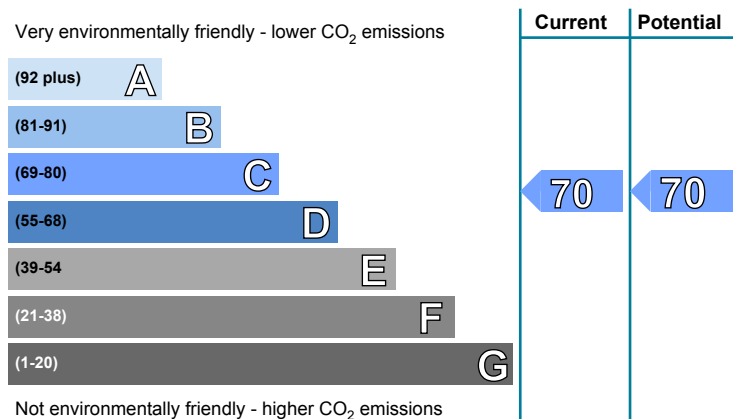 Very environmentally friendly - lower CO2 emissions
Current
Potential
(92 plus) A
(81-91) B
(69-80) C
70
70
(55-68) D
(39-54 E
(21-38) F
(1-20) G
Not environmentally friendly - higher CO2 emissions